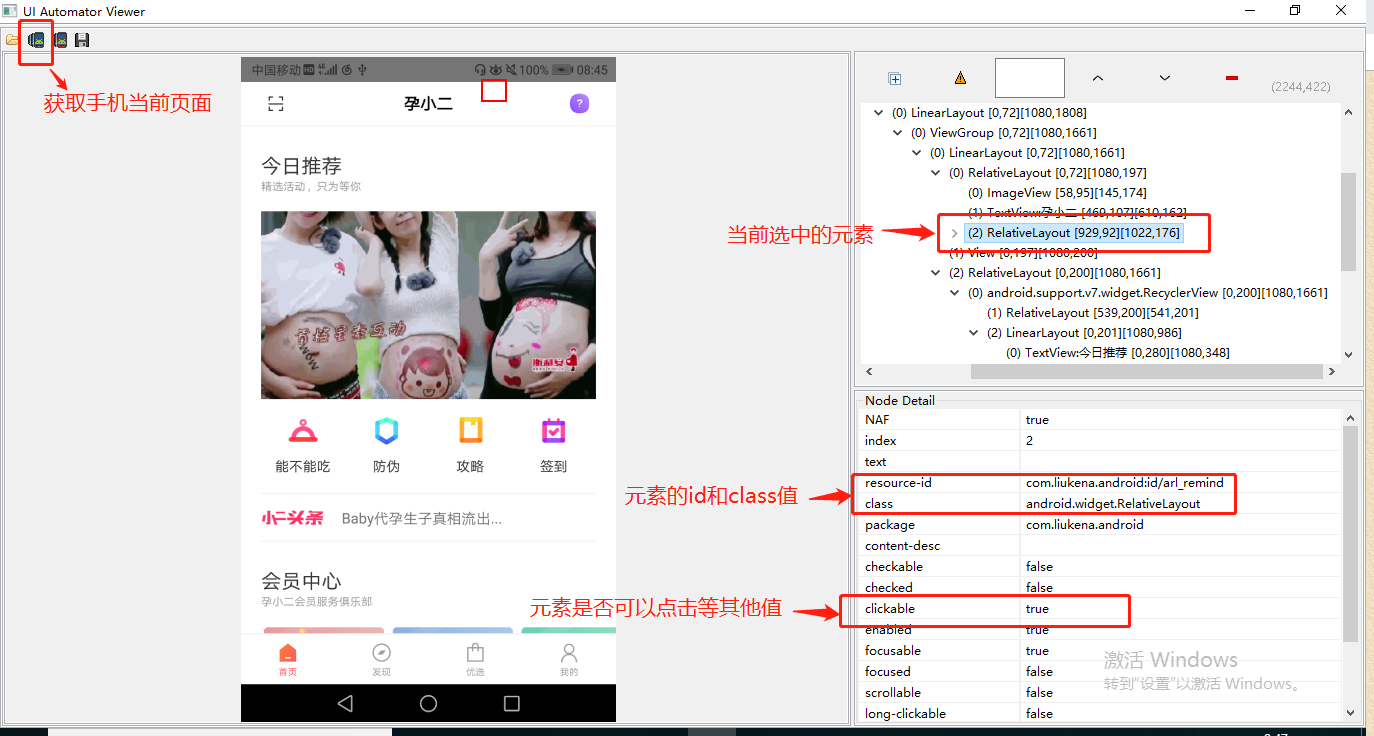 UI Automator Viewer
获取手机当前页面
中国移动 HD 4G 100% 08:45
孕小二
?
今日推荐
精选活动，只为等你
斯利安
能不能吃 防伪 攻略 签到
小二头条 Baby代孕生子真相流出...
会员中心
孕小二会员服务俱乐部
首页 发现 优选 我的
当前选中的元素
元素的id和class值
元素是否可以点击等其他值
(2244,422)
(0) LinearLayout [0,72][1080,1808]
(0) ViewGroup [0,72][1080,1661]
(0) LinearLayout [0,72][1080,1661]
(0) RelativeLayout [0,72][1080,197]
(0) ImageView [58,95][145,174]
(1) TextView:孕小二 [469,107][610,162]
(2) RelativeLayout [929,92][1022,176]
(1) View [0,197][1080,200]
(2) RelativeLayout [0,200][1080,1661]
(0) android.support.v7.widget.RecyclerView [0,200][1080,1661]
(1) RelativeLayout [539,200][541,201]
(2) LinearLayout [0,201][1080,986]
(0) TextView:今日推荐 [0,280][1080,348]
Node Detail
NAF true
index 2
text
resource-id com.liukena.android:id/arl_remind
class android.widget.RelativeLayout
package com.liukena.android
content-desc
checkable false
checked false
clickable true
enabled true
focusable true
focused false
scrollable false
long-clickable false
激活 Windows
转到"设置"以激活 Windows。